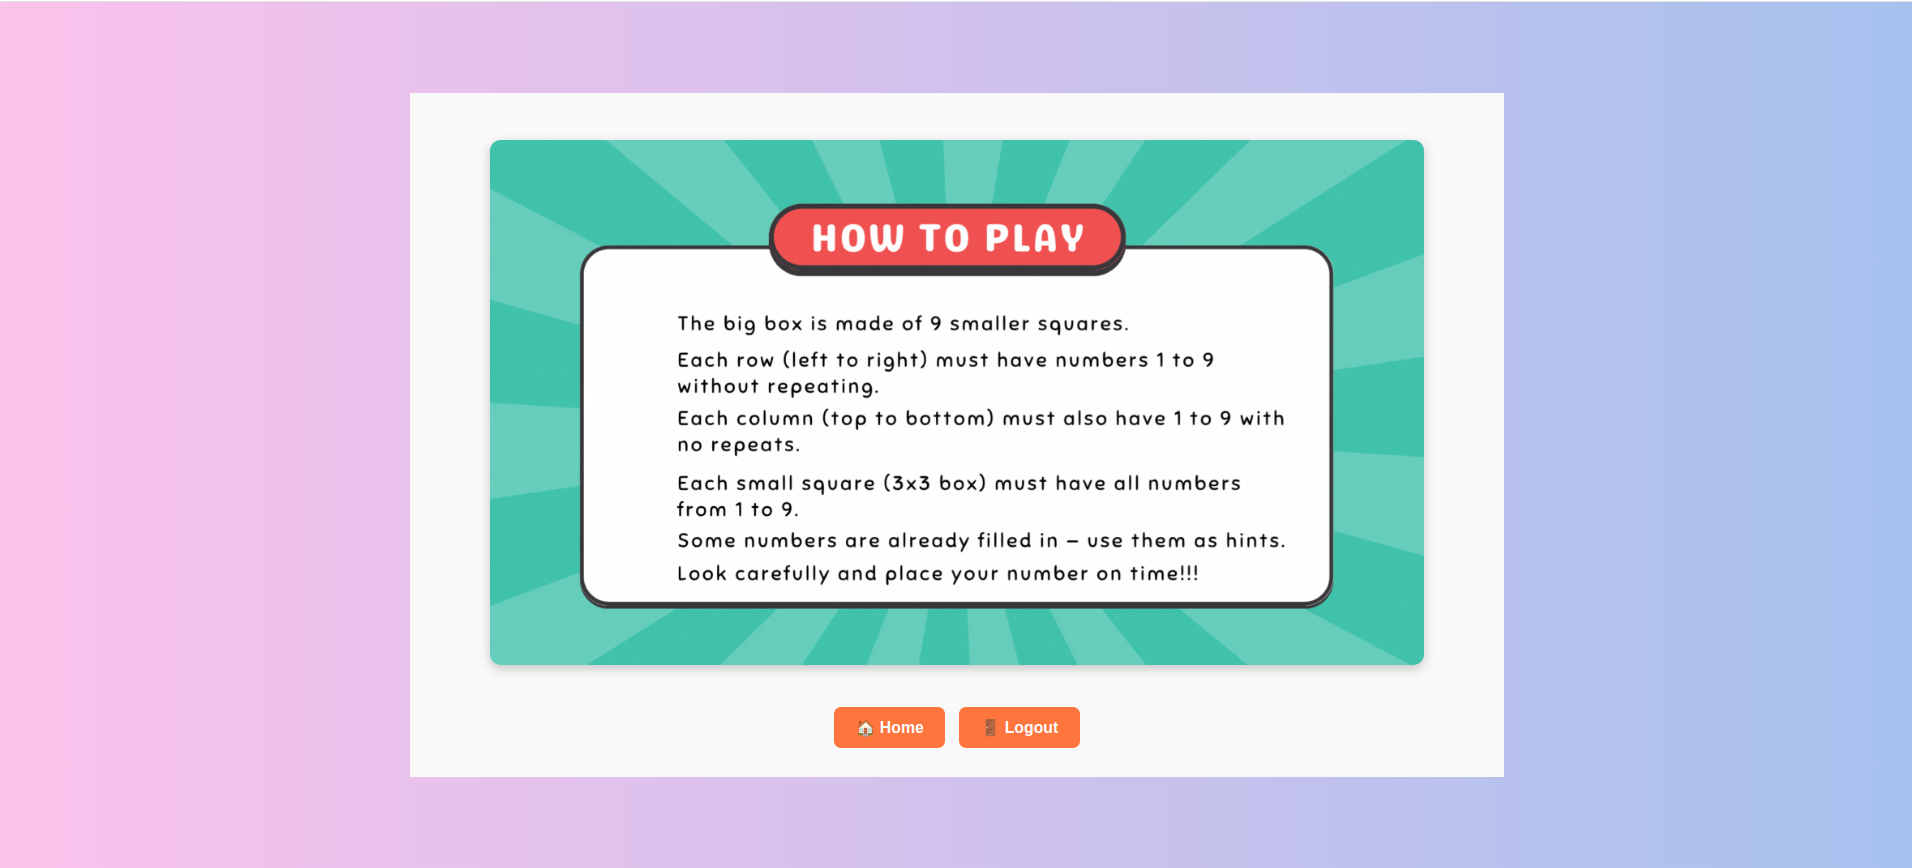 HOW TO PLAY
The big box is made of 9 smaller squares.
Each row (left to right) must have numbers 1 to 9
without repeating.
Each column (top to bottom) must also have 1 to 9 with
no repeats.
Each small square (3x3 box) must have all numbers
from 1 to 9.
Some numbers are already filled in – use them as hints.
Look carefully and place your number on time!!!
🏠 Home
🚪 Logout